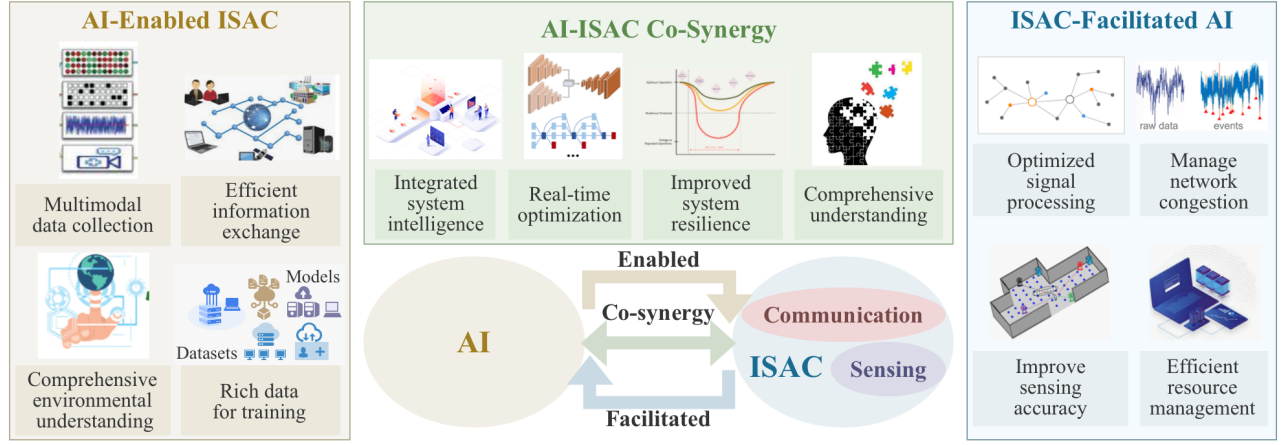 AI-Enabled ISAC
Multimodal
data collection
Efficient
information
exchange
Models
Datasets
Comprehensive
environmental
understanding
Rich data
for training
AI-ISAC Co-Synergy
Integrated
system
intelligence
Real-time
optimization
Improved
system
resilience
Comprehensive
understanding
Enabled
Co-synergy
Facilitated
AI
ISAC
Communication
Sensing
ISAC-Facilitated AI
raw data
events
Optimized
signal
processing
Manage
network
congestion
Improve
sensing
accuracy
Efficient
resource
management